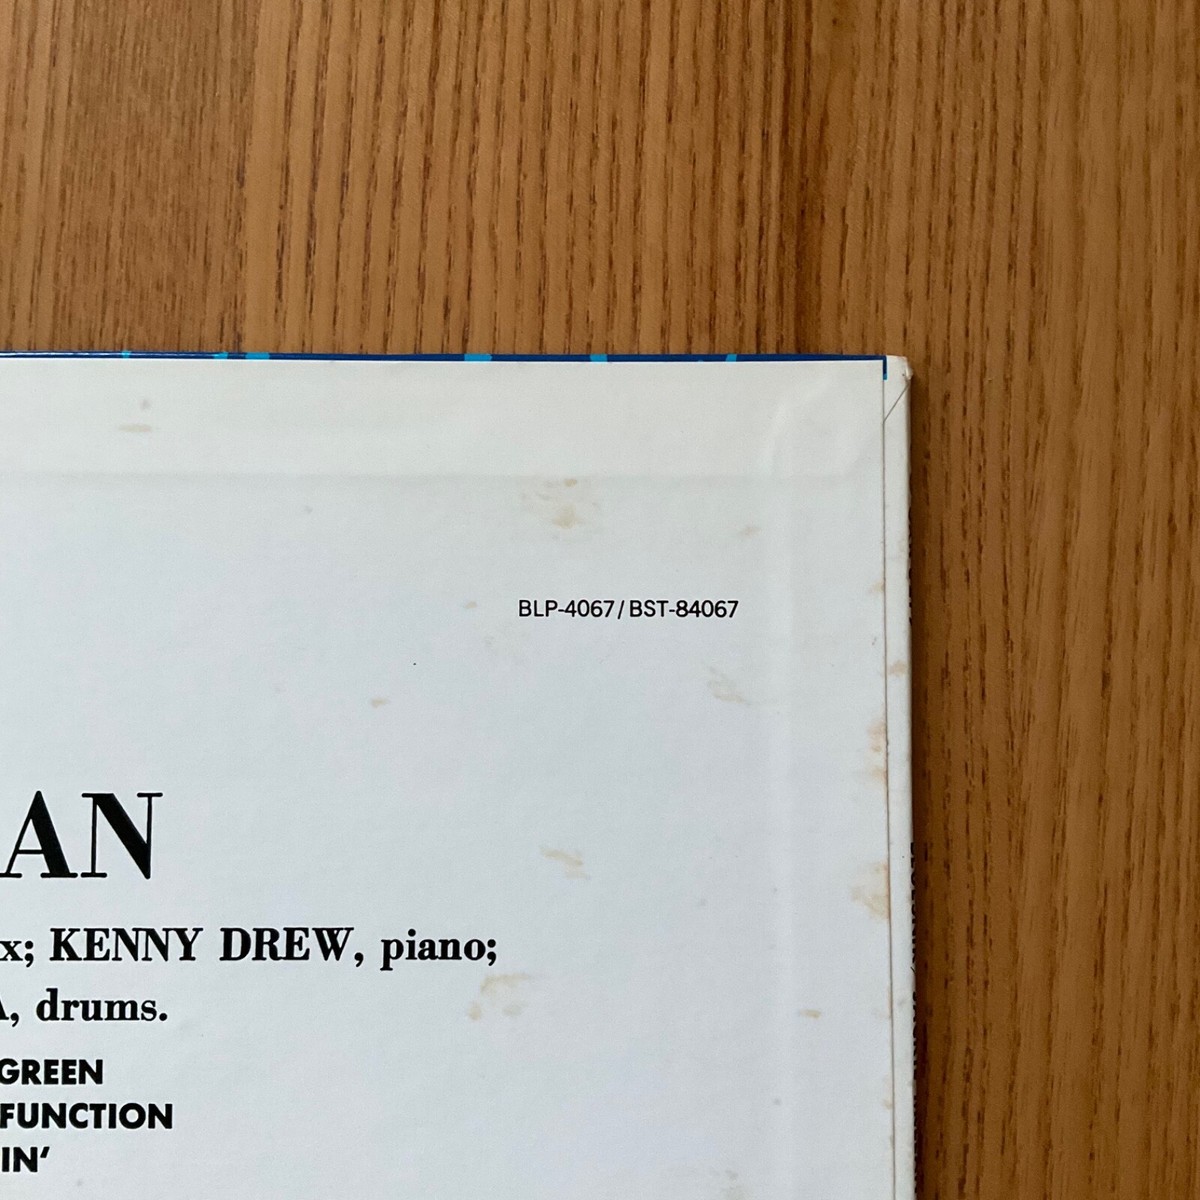 BLP-4067 / BST-84067
AN
x; KENNY DREW, piano;
A, drums.
GREEN
FUNCTION
IN'